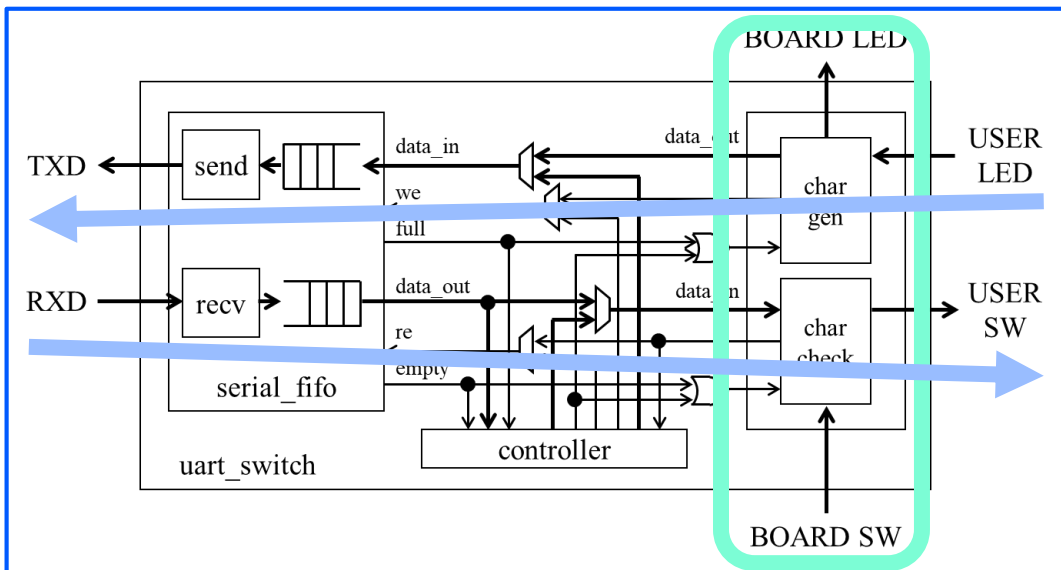 BOARD LED
TXD
send
data_in
data_out
char
gen
USER
LED
we
full
RXD
recv
data_out
data_in
char
check
USER
SW
re
empty
serial_fifo
controller
uart_switch
BOARD SW